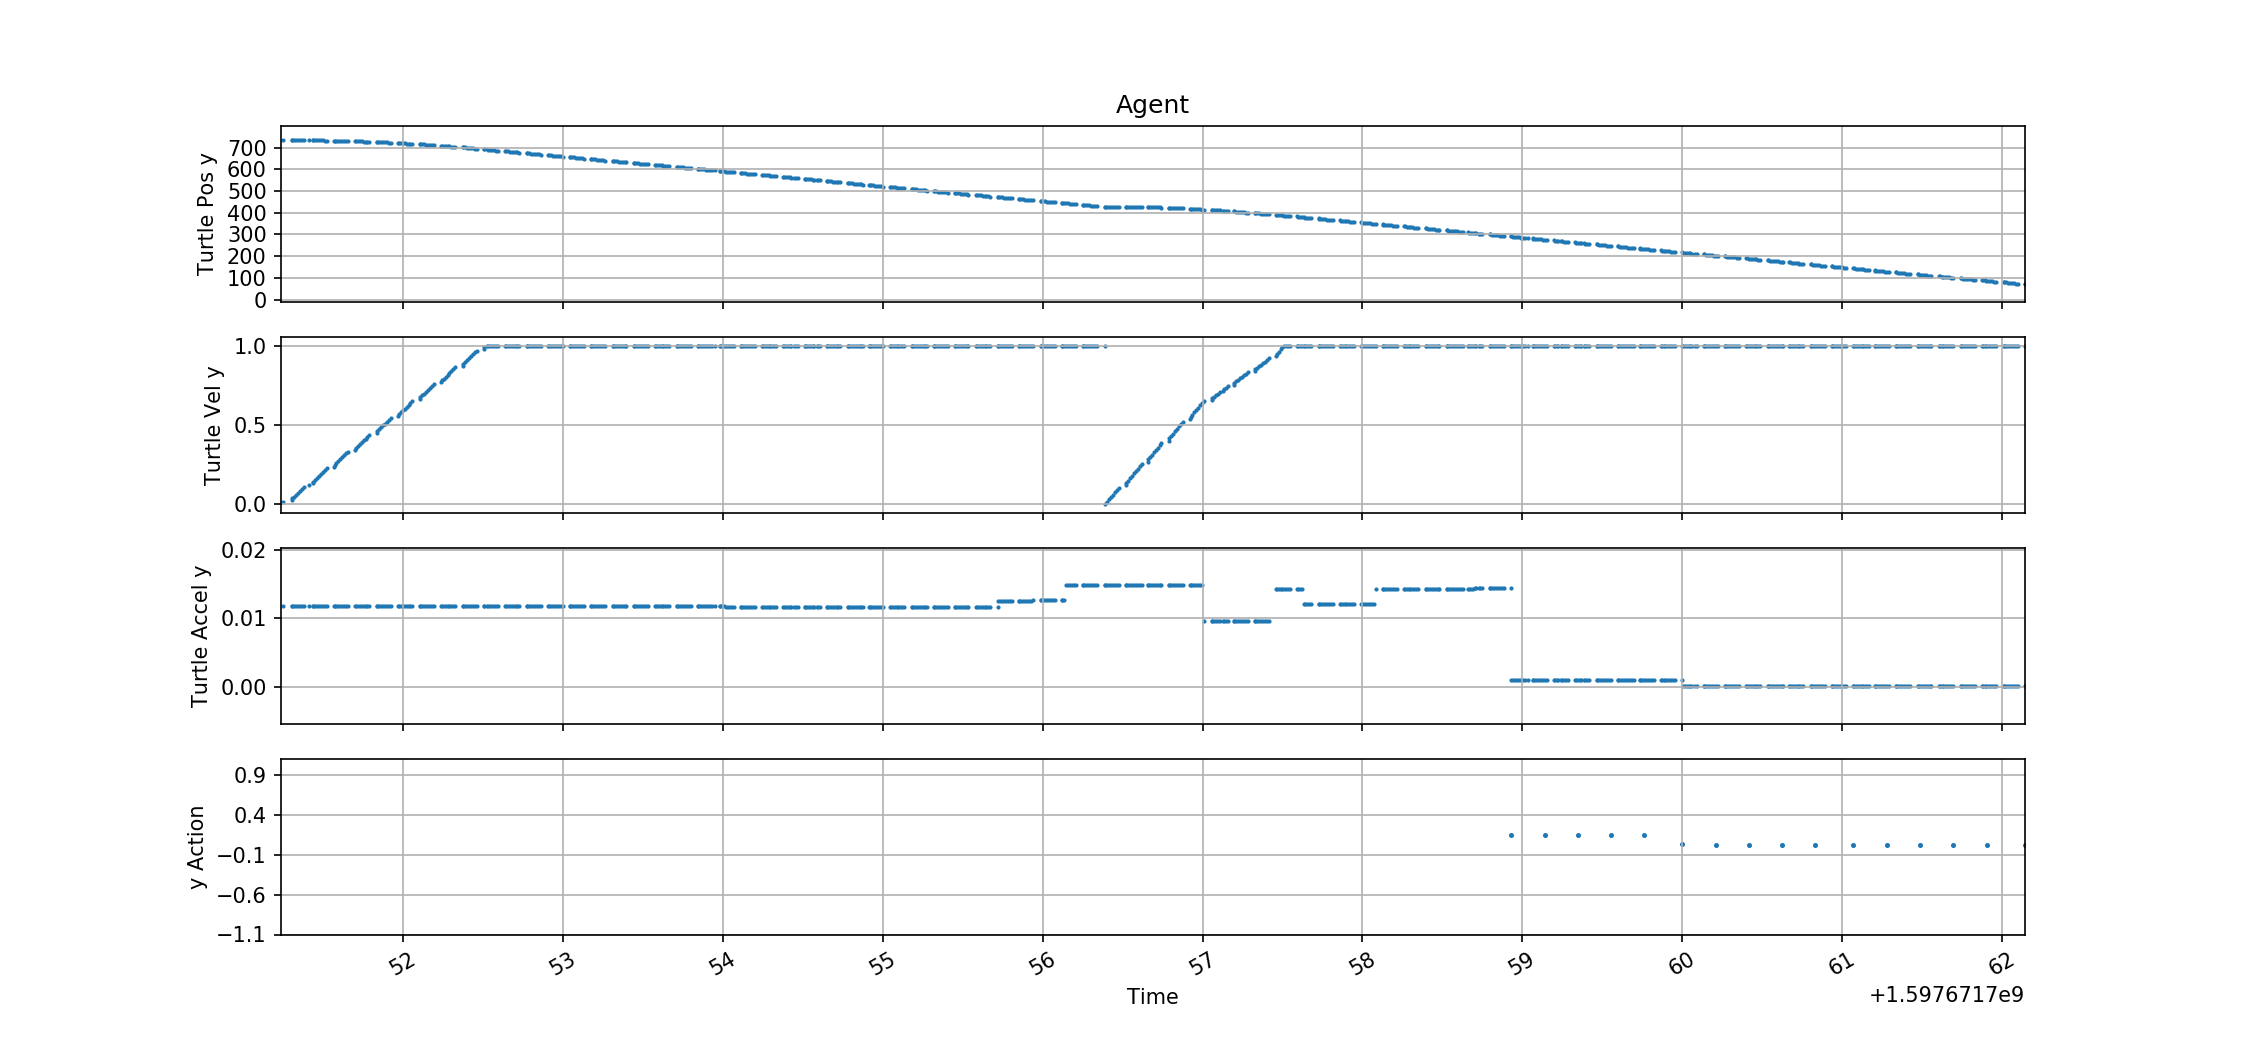 Agent
Turtle Pos y
700
600
500
400
300
200
100
0
Turtle Vel y
1.0
0.5
0.0
Turtle Accel y
0.02
0.01
0.00
y Action
0.9
0.4
−0.1
−0.6
−1.1
52 53 54 55 56 57 58 59 60 61 62
Time
+1.5976717e9